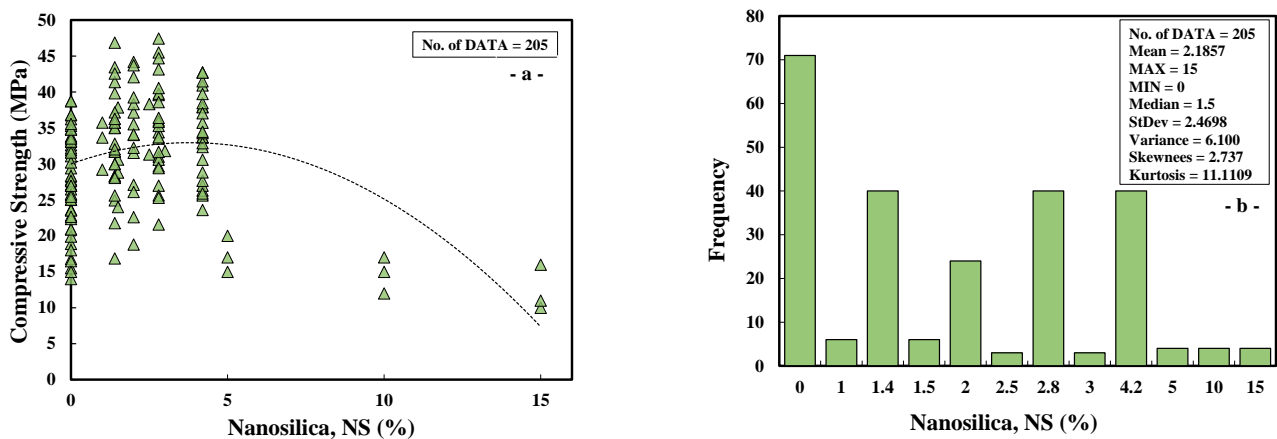 50
45
40
35
30
25
20
15
10
5
0
Compressive Strength (MPa)
No. of DATA = 205
- a -
0 5 10 15
Nanosilica, NS (%)
80
70
60
50
40
30
20
10
0
Frequency
No. of DATA = 205
Mean = 2.1857
MAX = 15
MIN = 0
Median = 1.5
StDev = 2.4698
Variance = 6.100
Skewnees = 2.737
Kurtosis = 11.1109
- b -
0 1 1.4 1.5 2 2.5 2.8 3 4.2 5 10 15
Nanosilica, NS (%)